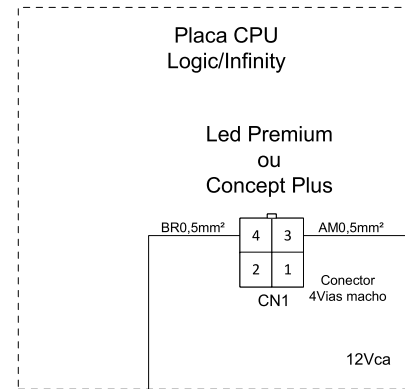 Placa CPU
Logic/Infinity
Led Premium
ou
Concept Plus
BR0,5mm²
4
3
AM0,5mm²
2
1
Conector
4Vias macho
CN1
12Vca